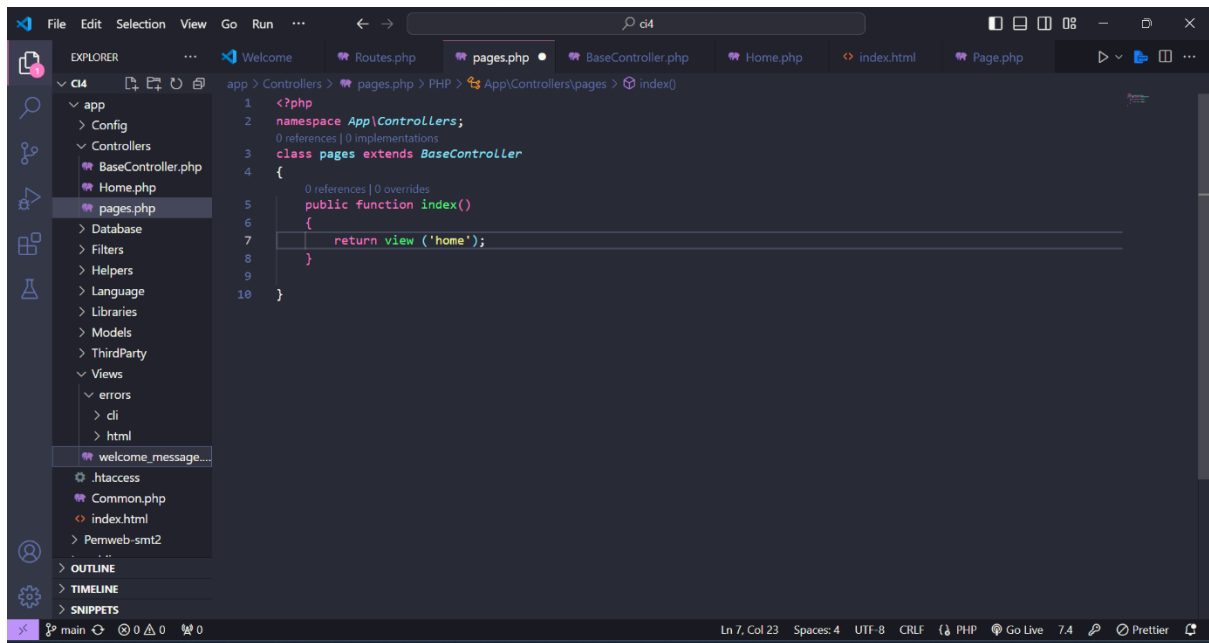 File Edit Selection View Go Run ··· ci4
EXPLORER ···
Welcome Routes.php pages.php BaseController.php Home.php index.html Page.php
CI4
app
Config
Controllers
BaseController.php
Home.php
pages.php
Database
Filters
Helpers
Language
Libraries
Models
ThirdParty
Views
errors
cli
html
welcome_message....
.htaccess
Common.php
index.html
Pemweb-smt2
OUTLINE
TIMELINE
SNIPPETS
app > Controllers > pages.php > PHP > App\Controllers\pages > index()
1 <?php
2 namespace App\Controllers;
0 references | 0 implementations
3 class pages extends BaseController
4 {
0 references | 0 overrides
5 public function index()
6 {
7 return view ('home');
8 }
9
10 }
main 0 0 0 Ln 7, Col 23 Spaces: 4 UTF-8 CRLF PHP Go Live 7.4 Prettier